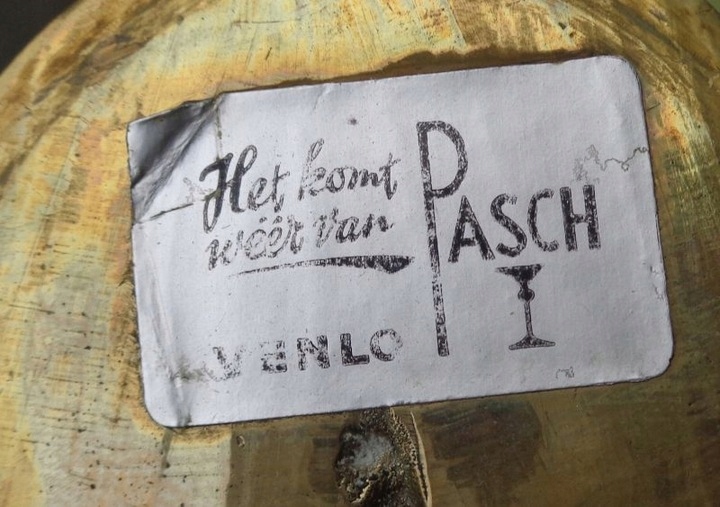 Het komt
wéér van
PASCH
VENLO